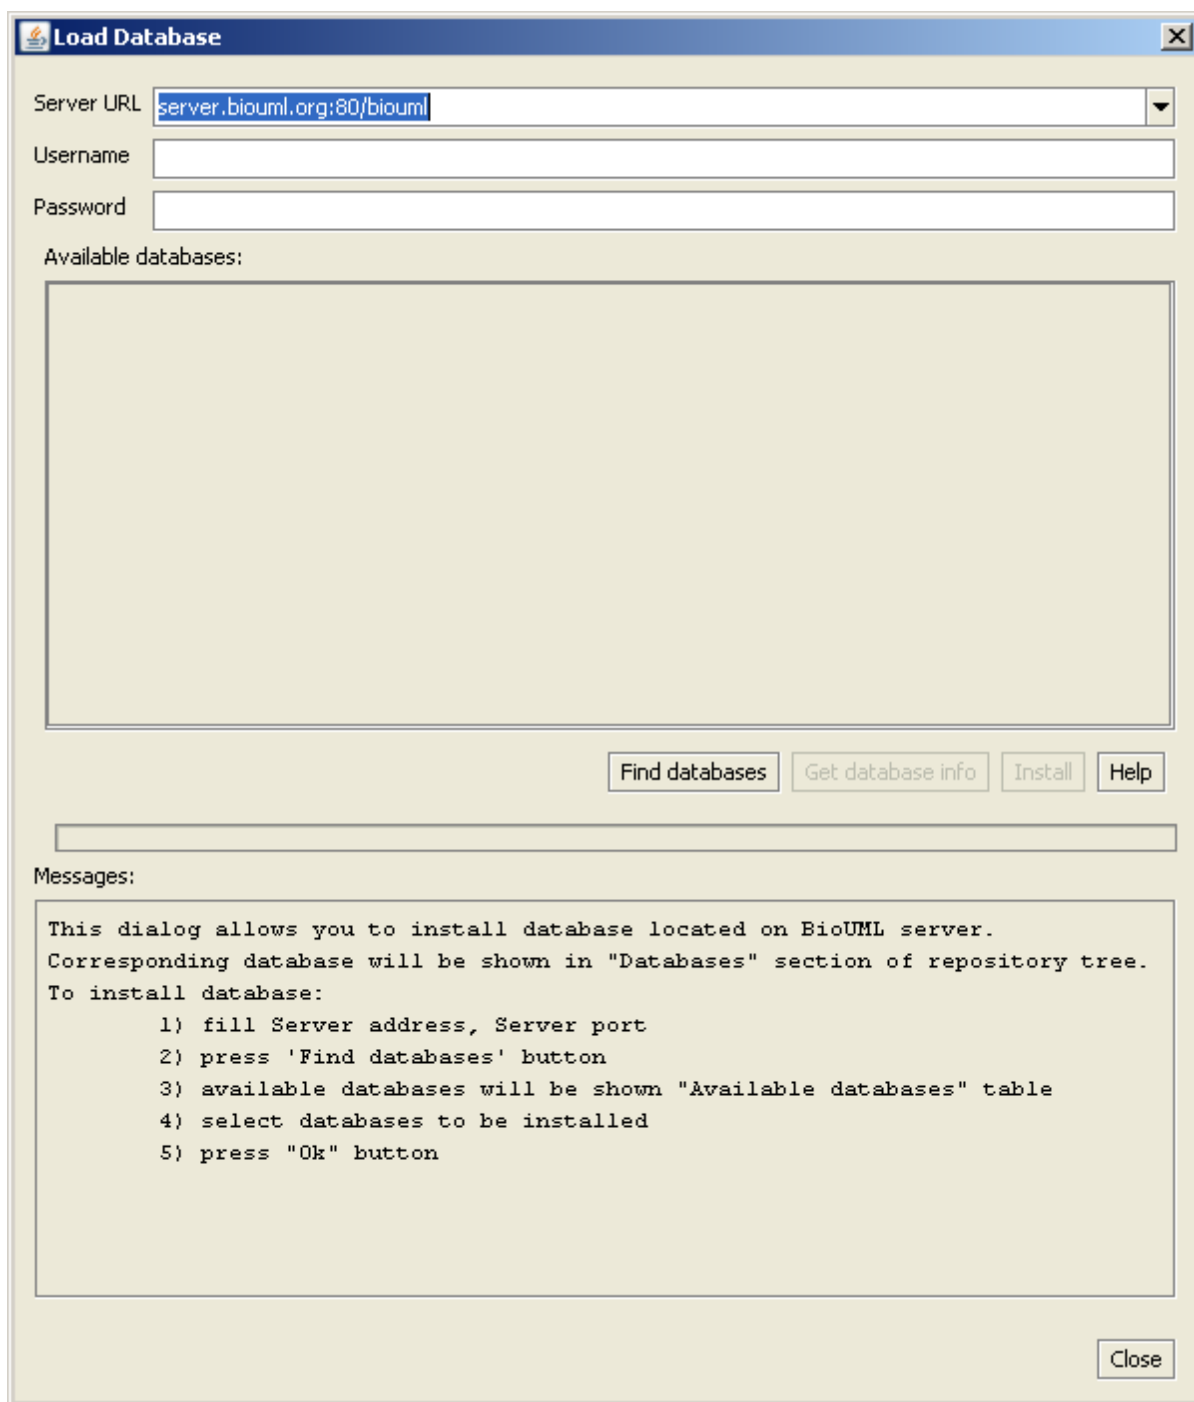 Load Database
Server URL server.biouml.org:80/biouml
Username
Password
Available databases:
Find databases Get database info Install Help
Messages:
This dialog allows you to install database located on BioUML server.
Corresponding database will be shown in "Databases" section of repository tree.
To install database:
1) fill Server address, Server port
2) press 'Find databases' button
3) available databases will be shown "Available databases" table
4) select databases to be installed
5) press "Ok" button
Close